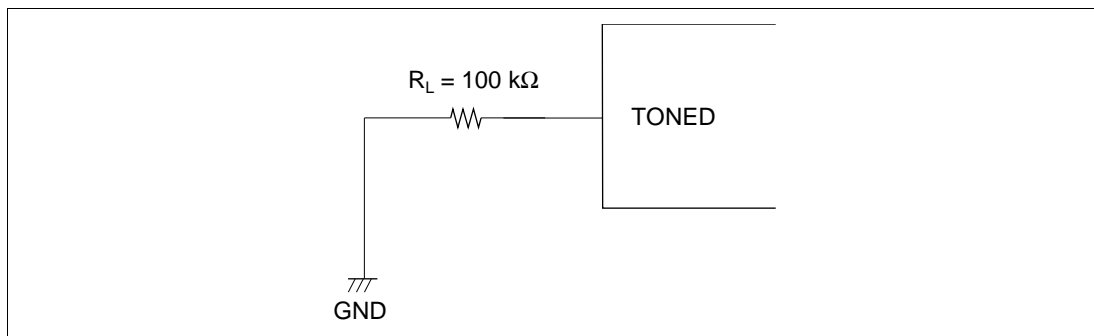 R_L = 100 kΩ
TONED
GND